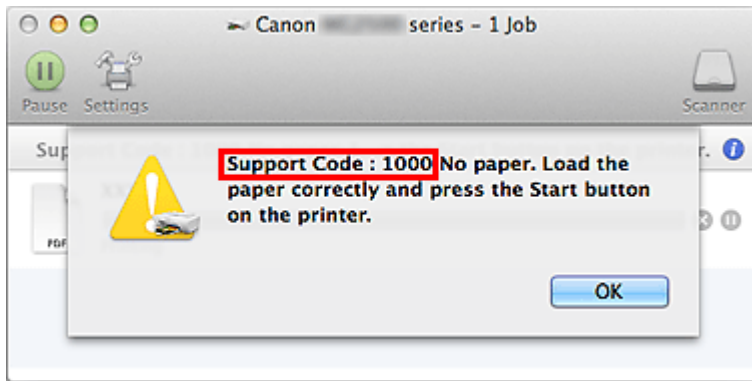 Canon series – 1 Job
Pause Settings Scanner
Sup r.
Support Code : 1000 No paper. Load the
paper correctly and press the Start button
on the printer.
PDF
OK